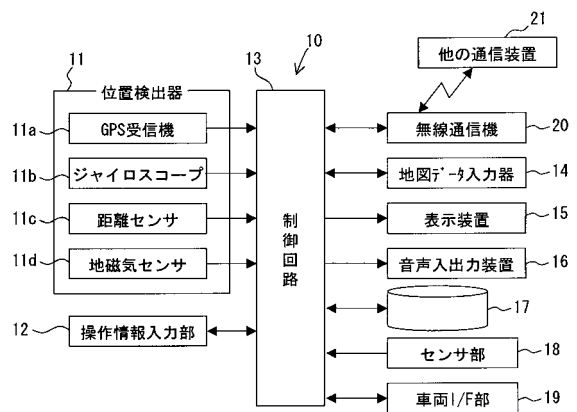 10
11
位置検出器
11a
GPS受信機
11b
ジャイロスコープ
11c
距離センサ
11d
地磁気センサ
12
操作情報入力部
13
制御回路
21
他の通信装置
無線通信機
20
地図データ入力器
14
表示装置
15
音声入出力装置
16
17
センサ部
18
車両I/F部
19